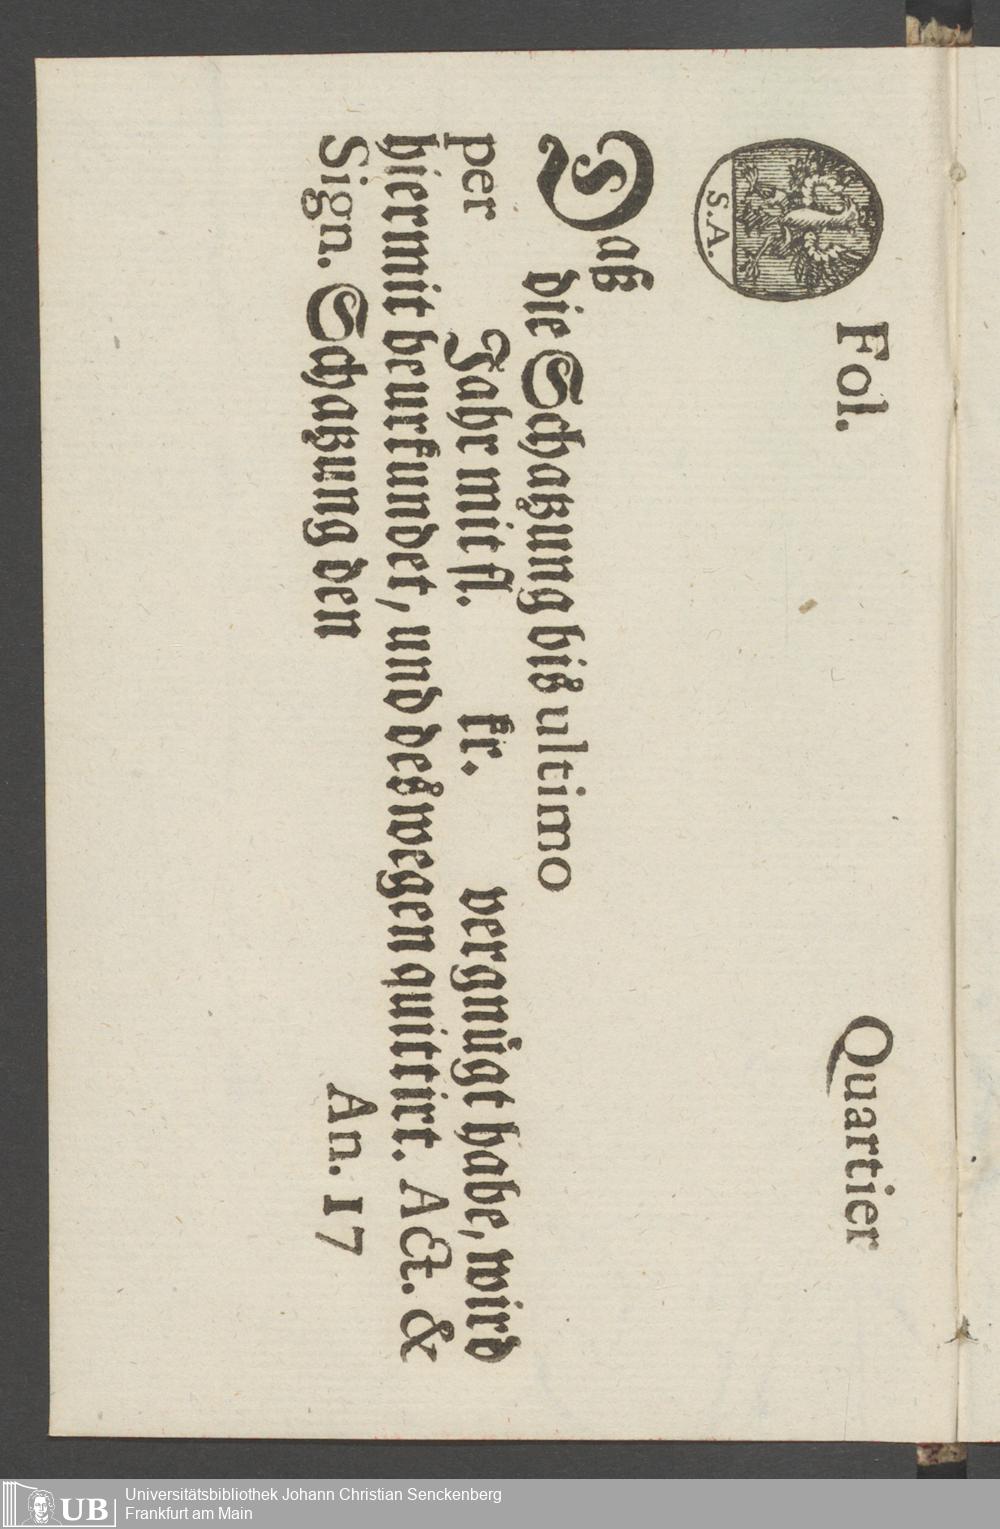 Fol. Quartier
S.A.
Daß
die Schatzung biß ultimo
per Jahr mit fl. kr. vergnügt habe, wird
hiermit beurkundet, und deßwegen quittirt. Act. &
Sign. Schatzung den An. 17
UB Universitätsbibliothek Johann Christian Senckenberg
Frankfurt am Main